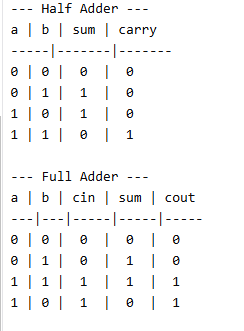 --- Half Adder ---
a | b | sum | carry
-----|-------|-------
0 | 0 |  0  |  0
0 | 1 |  1  |  0
1 | 0 |  1  |  0
1 | 1 |  0  |  1
--- Full Adder ---
a | b | cin | sum | cout
---|---|-----|-----|-----
0 | 0 |  0  |  0  |  0
0 | 1 |  0  |  1  |  0
1 | 1 |  1  |  1  |  1
1 | 0 |  1  |  0  |  1